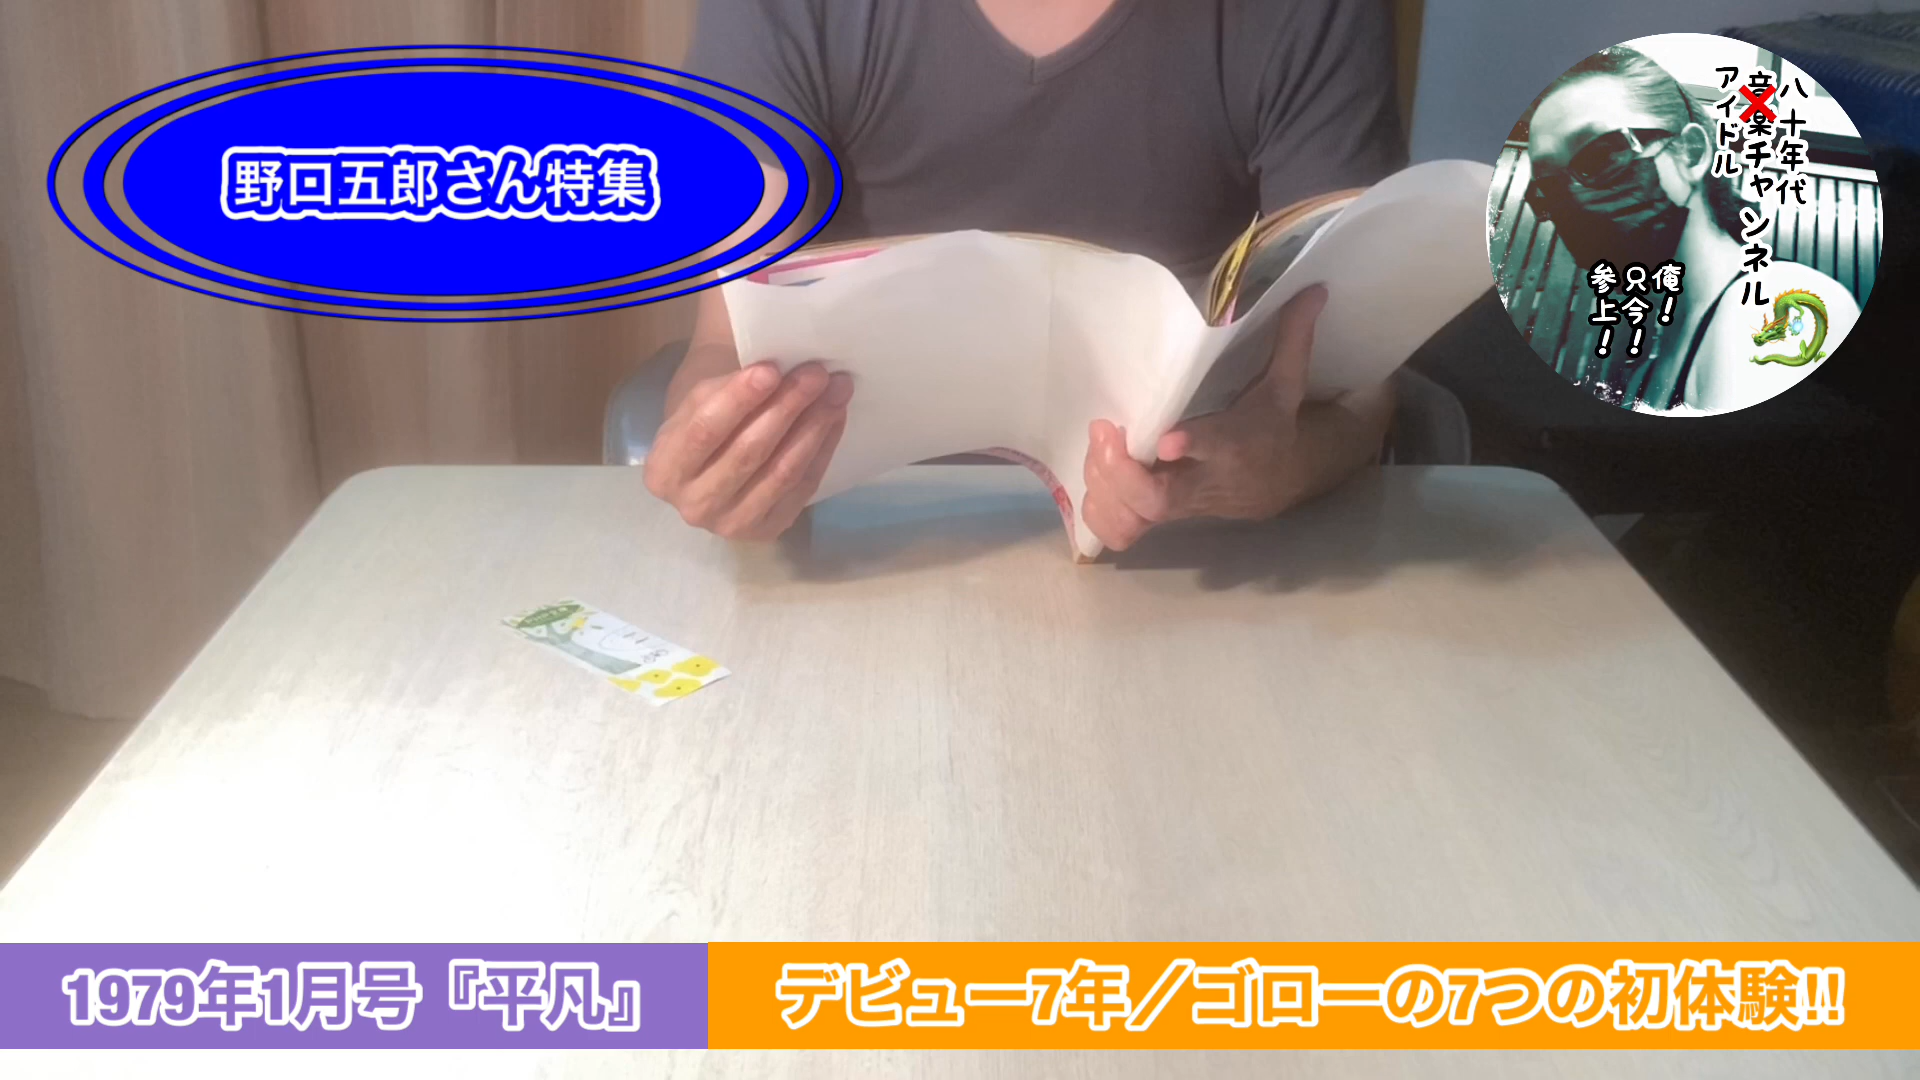 野口五郎さん特集
八十年代
音楽チャンネル
アイドル
俺！
只今！
参上！
1979年1月号『平凡』
デビュー7年／ゴローの7つの初体験!!